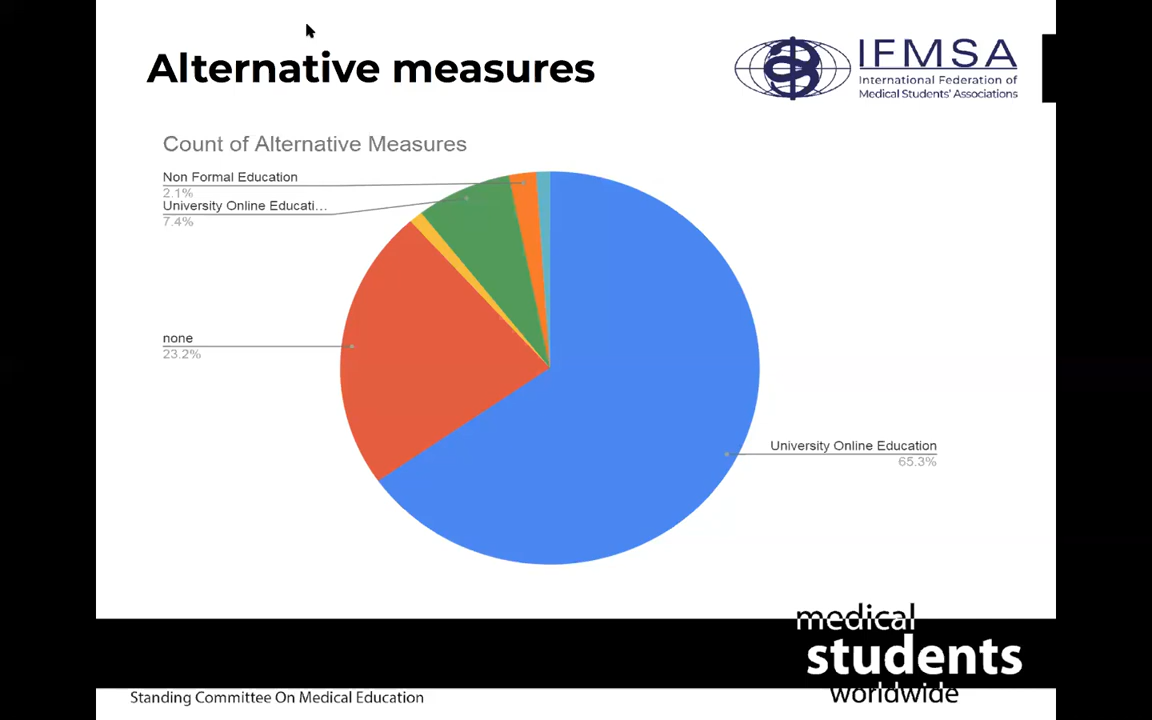 Alternative measures
IFMSA
International Federation of
Medical Students' Associations
Count of Alternative Measures
Non Formal Education
2.1%
University Online Educati...
7.4%
none
23.2%
University Online Education
65.3%
medical
students
worldwide
Standing Committee On Medical Education